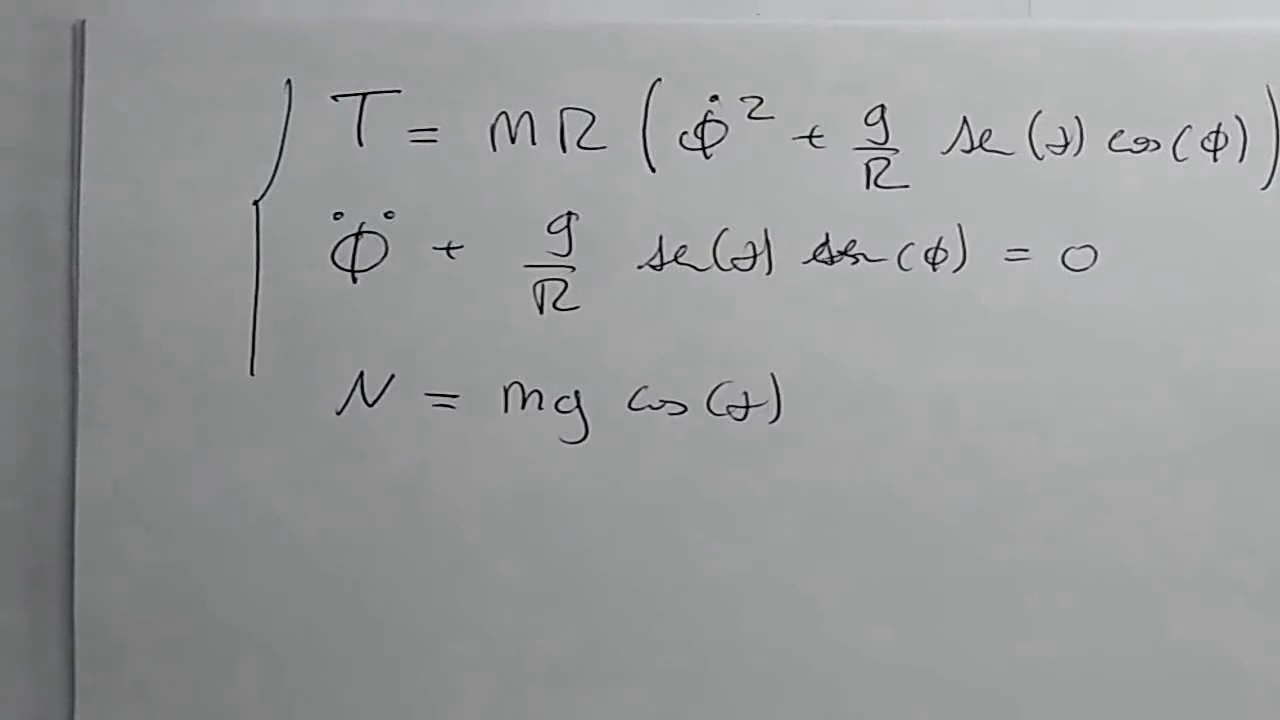 T = mR ( φ̇² + g/R sen(γ) cos(φ) )
φ̈ + g/R sen(γ) sen(φ) = 0
N = mg cos(γ)